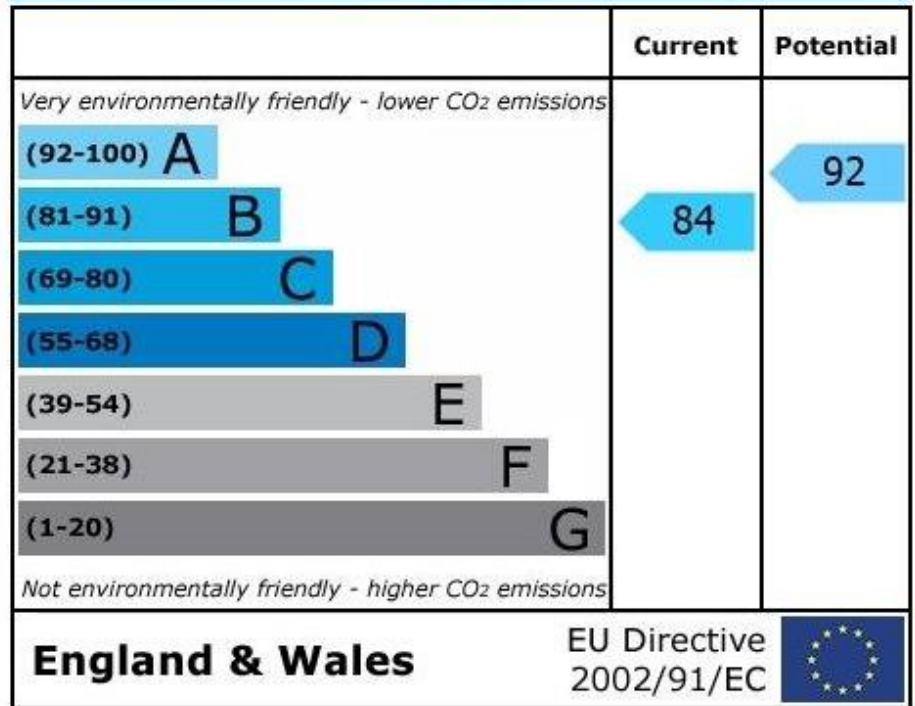 Current Potential
Very environmentally friendly - lower CO2 emissions
(92-100) A
92
(81-91) B
84
(69-80) C
(55-68) D
(39-54) E
(21-38) F
(1-20) G
Not environmentally friendly - higher CO2 emissions
England & Wales
EU Directive
2002/91/EC